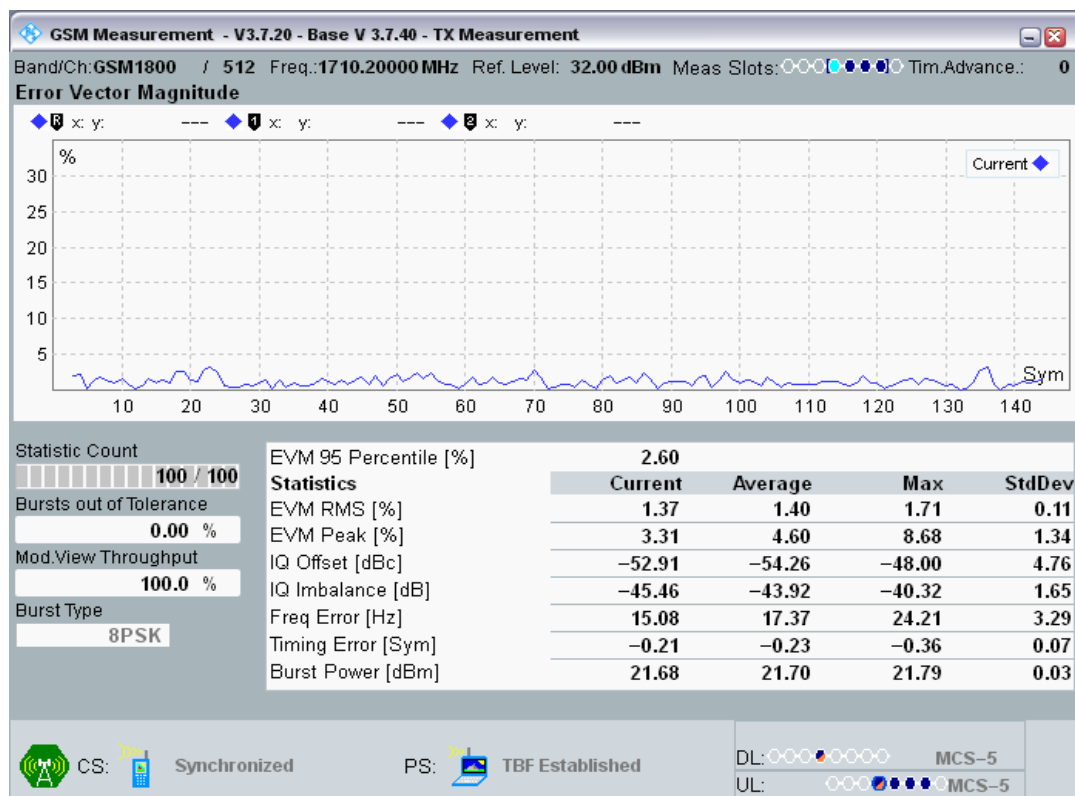 GSM Measurement - V3.7.20 - Base V 3.7.40 - TX Measurement
Band/Ch:GSM1800 / 512 Freq.:1710.20000 MHz Ref. Level: 32.00 dBm Meas Slots: Tim.Advance.: 0
Error Vector Magnitude
R x: y: --- 1 x: y: --- 2 x: y: ---
%
Current
30
25
20
15
10
5
Sym
10 20 30 40 50 60 70 80 90 100 110 120 130 140
Statistic Count
100 / 100
Bursts out of Tolerance
0.00 %
Mod.View Throughput
100.0 %
Burst Type
8PSK
EVM 95 Percentile [%] 2.60
Statistics Current Average Max StdDev
EVM RMS [%] 1.37 1.40 1.71 0.11
EVM Peak [%] 3.31 4.60 8.68 1.34
IQ Offset [dBc] −52.91 −54.26 −48.00 4.76
IQ Imbalance [dB] −45.46 −43.92 −40.32 1.65
Freq Error [Hz] 15.08 17.37 24.21 3.29
Timing Error [Sym] −0.21 −0.23 −0.36 0.07
Burst Power [dBm] 21.68 21.70 21.79 0.03
CS: Synchronized PS: TBF Established
DL: MCS−5
UL: MCS−5